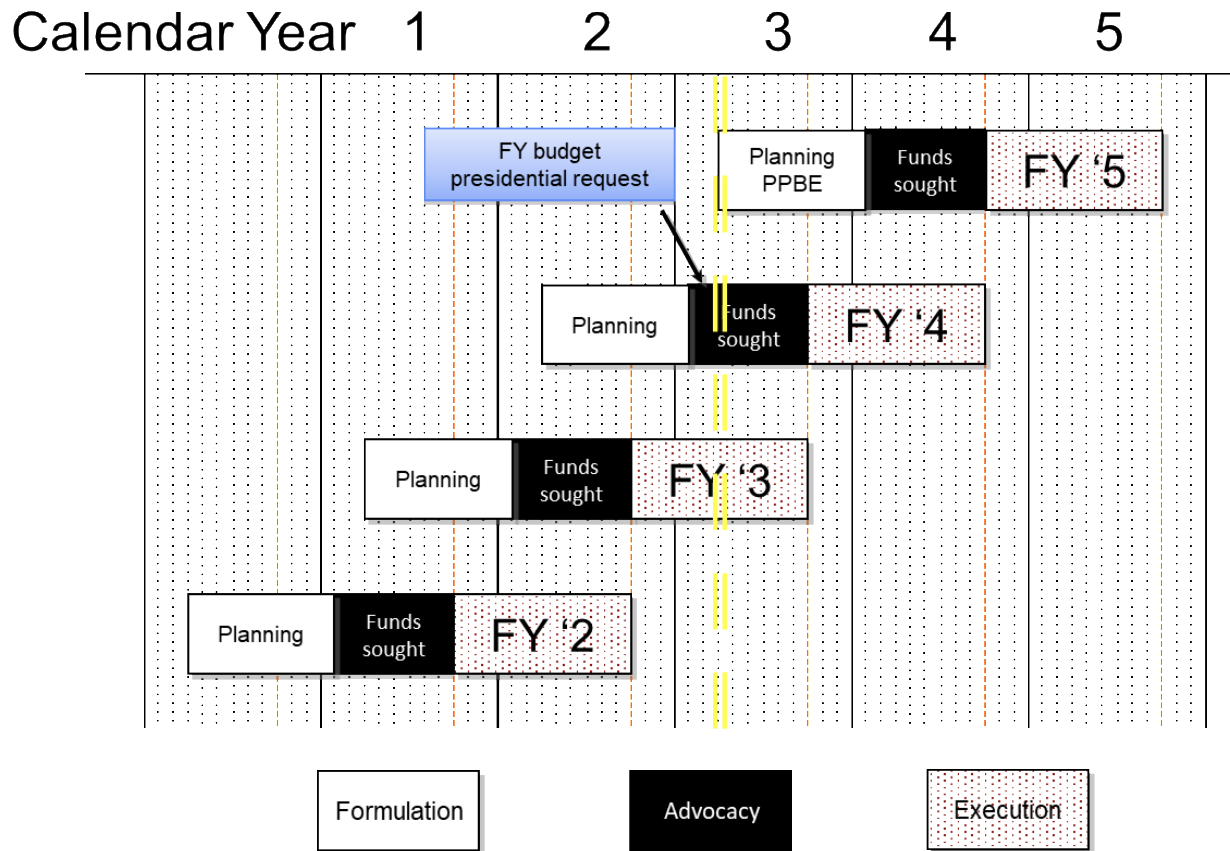 Calendar Year 1 2 3 4 5
FY budget
presidential request
Planning
PPBE
Funds
sought
FY ‘5
Planning
Funds
sought
FY ‘4
Planning
Funds
sought
FY ‘3
Planning
Funds
sought
FY ‘2
Formulation
Advocacy
Execution